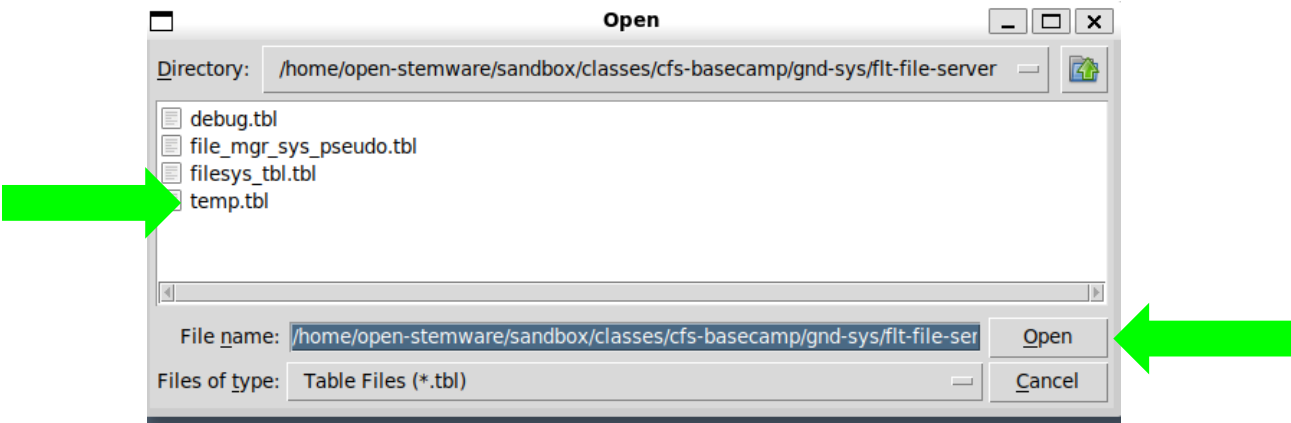 Open
Directory: /home/open-stemware/sandbox/classes/cfs-basecamp/gnd-sys/flt-file-server
debug.tbl
file_mgr_sys_pseudo.tbl
filesys_tbl.tbl
temp.tbl
File name: /home/open-stemware/sandbox/classes/cfs-basecamp/gnd-sys/flt-file-ser Open
Files of type: Table Files (*.tbl) Cancel